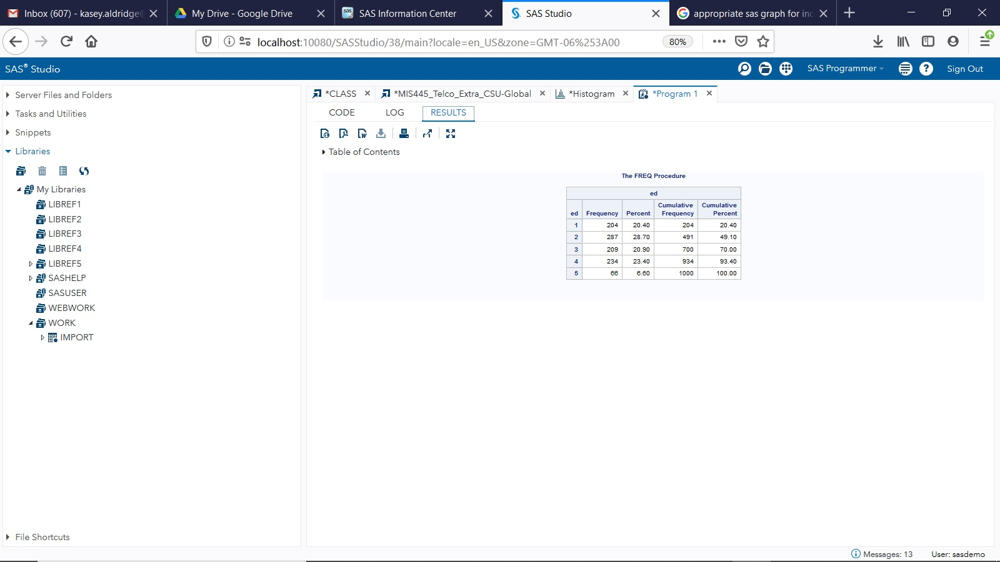 Inbox (607) - kasey.aldridge@
My Drive - Google Drive
SAS Information Center
SAS Studio
appropriate sas graph for inc
localhost:10080/SASStudio/38/main?locale=en_US&zone=GMT-06%253A00
80%
SAS® Studio
SAS Programmer
Sign Out
Server Files and Folders
Tasks and Utilities
Snippets
Libraries
My Libraries
LIBREF1
LIBREF2
LIBREF3
LIBREF4
LIBREF5
SASHELP
SASUSER
WEBWORK
WORK
IMPORT
File Shortcuts
*CLASS
*MIS445_Telco_Extra_CSU-Global
*Histogram
*Program 1
CODE LOG RESULTS
Table of Contents
The FREQ Procedure
ed
ed Frequency Percent Cumulative Frequency Cumulative Percent
1 204 20.40 204 20.40
2 287 28.70 491 49.10
3 209 20.90 700 70.00
4 234 23.40 934 93.40
5 66 6.60 1000 100.00
Messages: 13
User: sasdemo